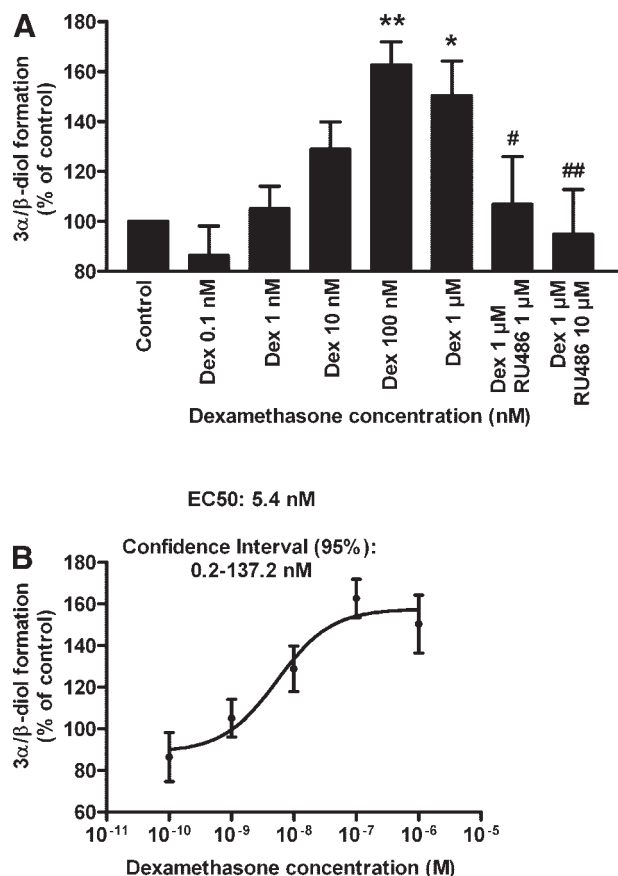 A
3α/β-diol formation
(% of control)
180
160
140
120
100
80
**
*
#
##
Control
Dex 0.1 nM
Dex 1 nM
Dex 10 nM
Dex 100 nM
Dex 1 µM
Dex 1 µM
RU486 1 µM
Dex 1 µM
RU486 10 µM
Dexamethasone concentration (nM)
EC50: 5.4 nM
B
Confidence Interval (95%):
0.2-137.2 nM
3α/β-diol formation
(% of control)
180
160
140
120
100
80
60
10⁻¹¹ 10⁻¹⁰ 10⁻⁹ 10⁻⁸ 10⁻⁷ 10⁻⁶ 10⁻⁵
Dexamethasone concentration (M)